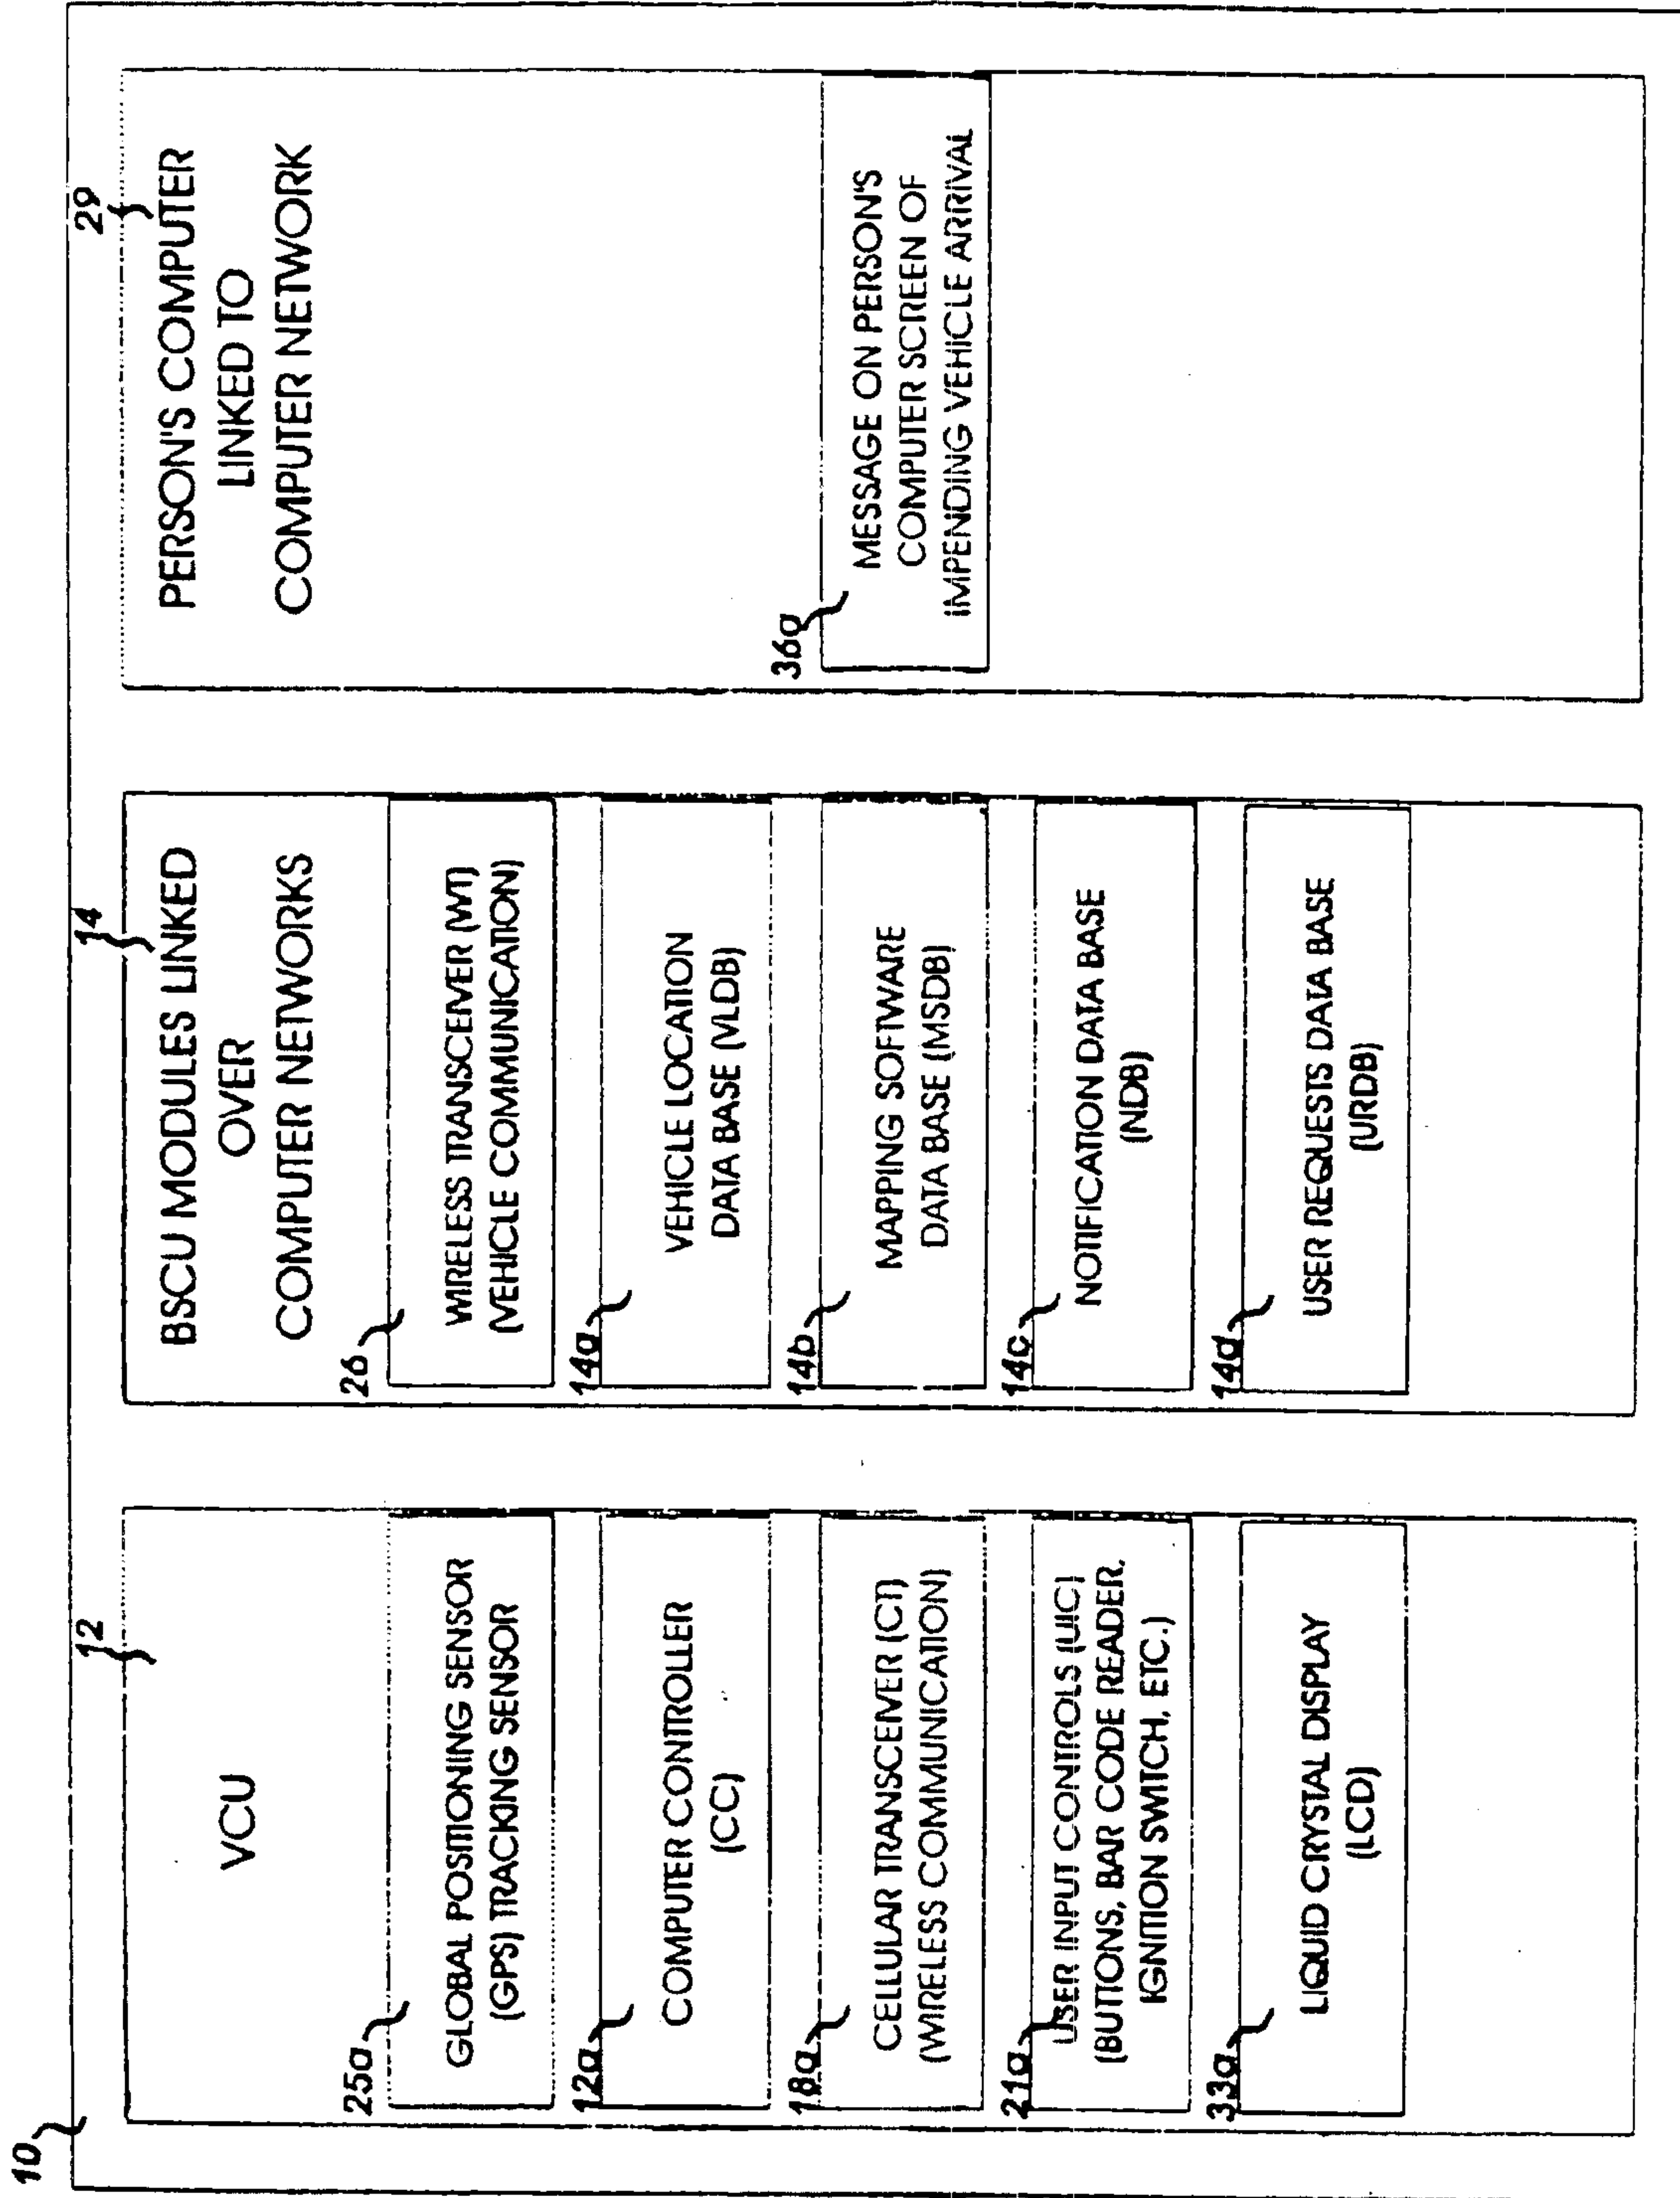 10
12
VCU
25a
GLOBAL POSITIONING SENSOR
(GPS) TRACKING SENSOR
12a
COMPUTER CONTROLLER
(CC)
18a
CELLULAR TRANSCEIVER (CT)
(WIRELESS COMMUNICATION)
21a
USER INPUT CONTROLS (UIC)
(BUTTONS, BAR CODE READER,
IGNITION SWITCH, ETC.)
33a
LIQUID CRYSTAL DISPLAY
(LCD)
14
BSCU MODULES LINKED
OVER
COMPUTER NETWORKS
26
WIRELESS TRANSCEIVER (WT)
(VEHICLE COMMUNICATION)
14a
VEHICLE LOCATION
DATA BASE (VLDB)
14b
MAPPING SOFTWARE
DATA BASE (MSDB)
14c
NOTIFICATION DATA BASE
(NDB)
14d
USER REQUESTS DATA BASE
(URDB)
29
PERSON'S COMPUTER
LINKED TO
COMPUTER NETWORK
36a
MESSAGE ON PERSON'S
COMPUTER SCREEN OF
IMPENDING VEHICLE ARRIVAL